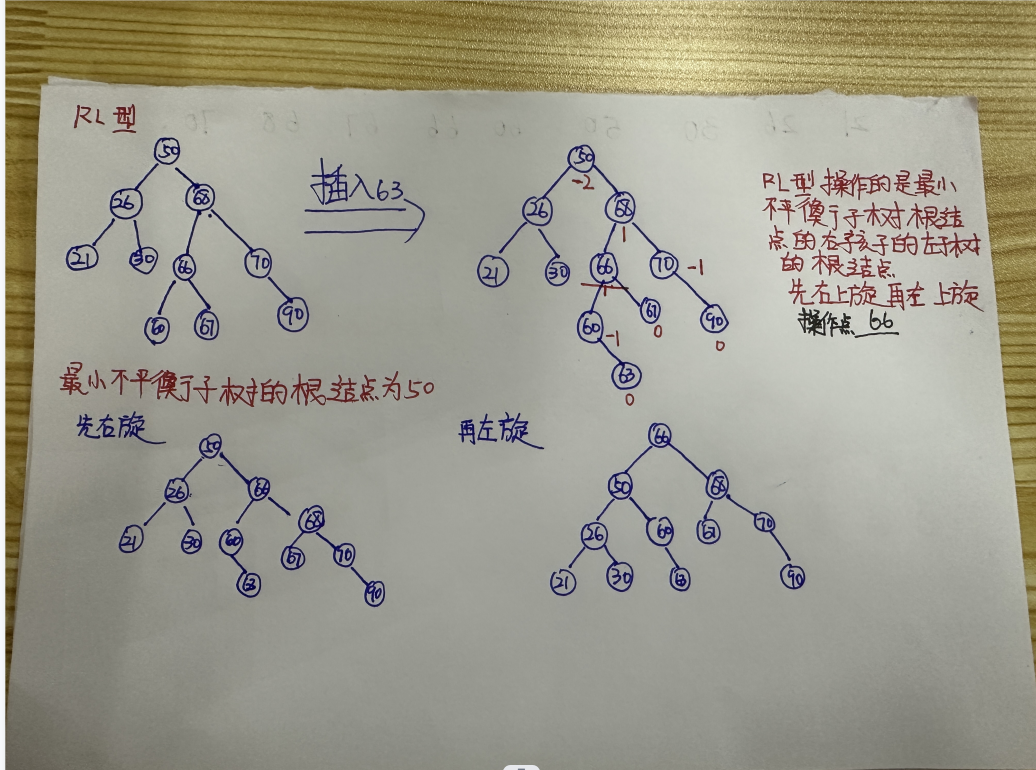 RL型
50
26 68
21 30 66 70
60 67 90
插入63
50
-2
26 68
1
21 30 66 70 -1
1
60 -1 67 90
0 0
63
0
RL型操作的是最小
不平衡子树根结
点的右孩子的左子树
的根结点
先右上旋再左上旋
操作点 66
最小不平衡子树的根结点为50
先右旋
50
26 66
68
21 30 60 67 70
63 90
再左旋
66
50 68
26 60 67 70
21 30 63 90